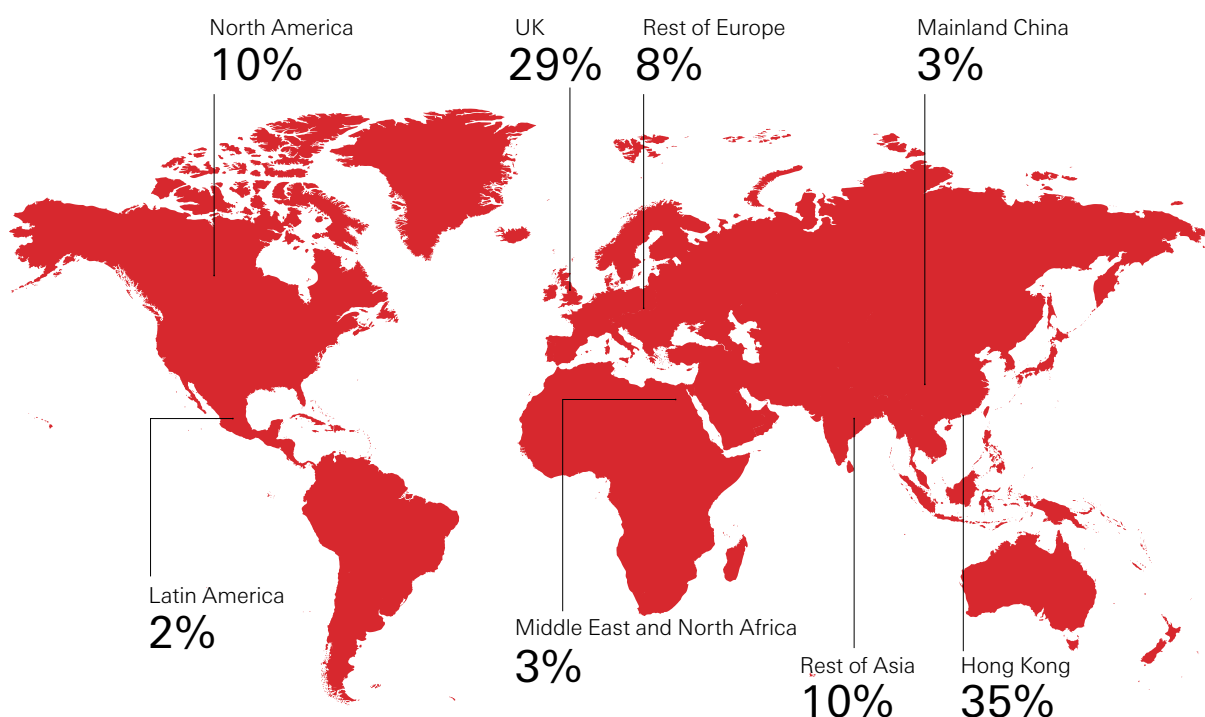 North America
10%
UK
29%
Rest of Europe
8%
Mainland China
3%
Latin America
2%
Middle East and North Africa
3%
Rest of Asia
10%
Hong Kong
35%